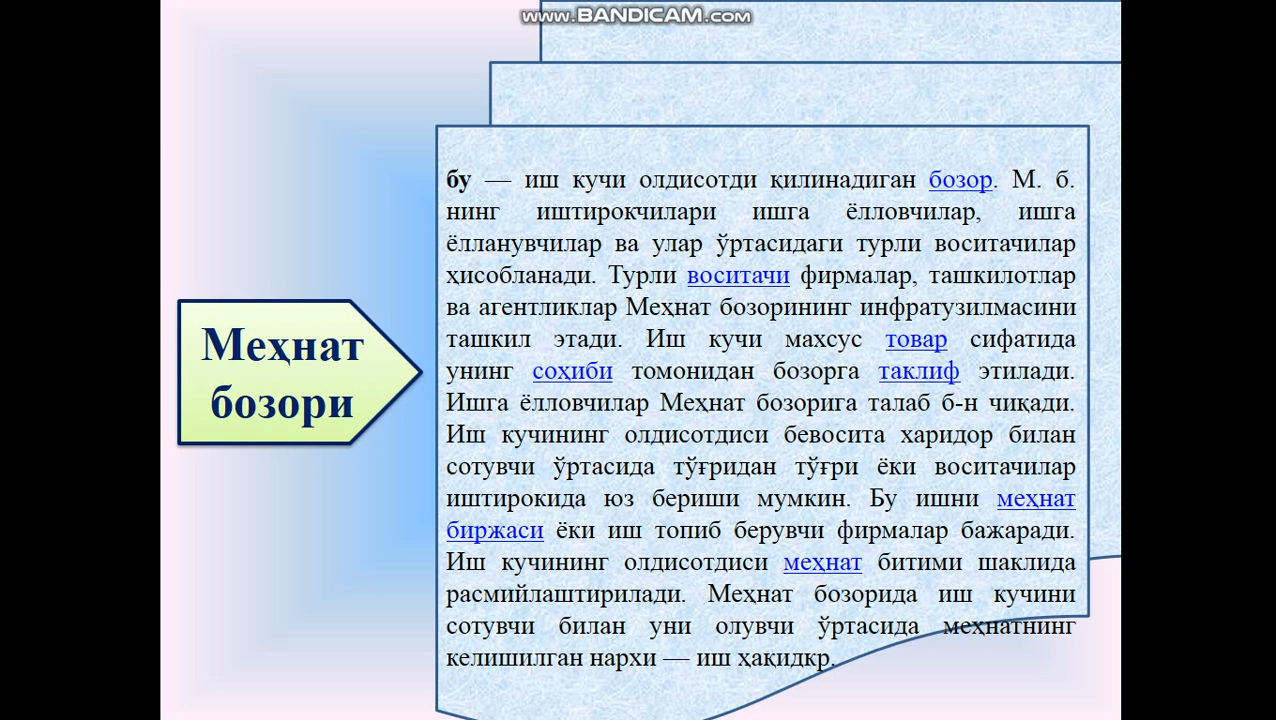 www.BANDICAM.com
бу — иш кучи олдисотди қилинадиган бозор. М. б.
нинг иштирокчилари ишга ёлловчилар, ишга
ёлланувчилар ва улар ўртасидаги турли воситачилар
ҳисобланади. Турли воситачи фирмалар, ташкилотлар
ва агентликлар Меҳнат бозорининг инфратузилмасини
ташкил этади. Иш кучи махсус товар сифатида
унинг соҳиби томонидан бозорга таклиф этилади.
Ишга ёлловчилар Меҳнат бозорига талаб б-н чиқади.
Иш кучининг олдисотдиси бевосита харидор билан
сотувчи ўртасида тўғридан тўғри ёки воситачилар
иштирокида юз бериши мумкин. Бу ишни меҳнат
биржаси ёки иш топиб берувчи фирмалар бажаради.
Иш кучининг олдисотдиси меҳнат битими шаклида
расмийлаштирилади. Меҳнат бозорида иш кучини
сотувчи билан уни олувчи ўртасида меҳнатнинг
келишилган нархи — иш ҳақидкр.
Меҳнат
бозори